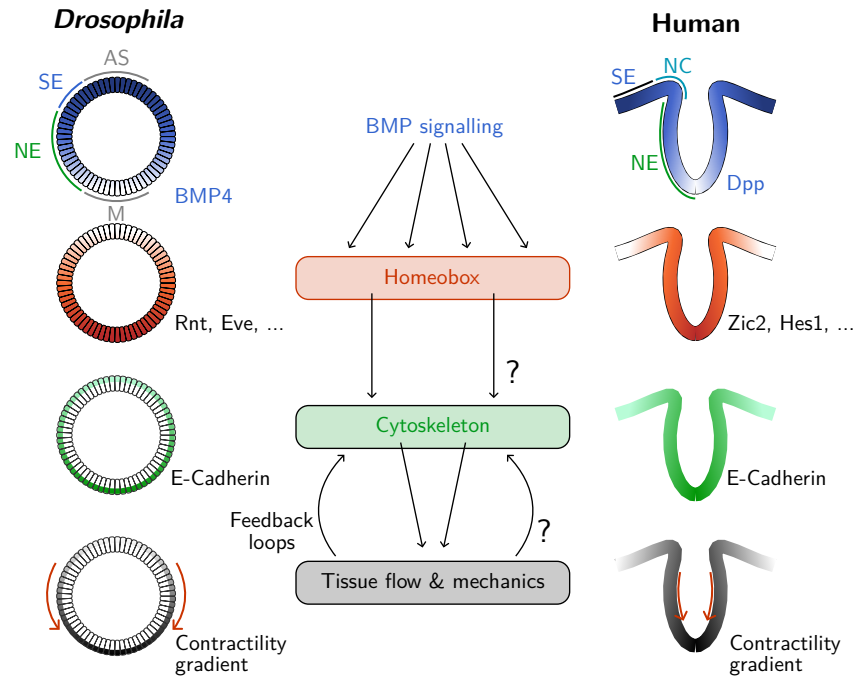 Drosophila
AS
SE
NE
BMP4
M
Rnt, Eve, ...
E-Cadherin
Contractility
gradient
BMP signalling
Homeobox
?
Cytoskeleton
Feedback
loops
?
Tissue flow & mechanics
Human
SE
NC
NE
Dpp
Zic2, Hes1, ...
E-Cadherin
Contractility
gradient